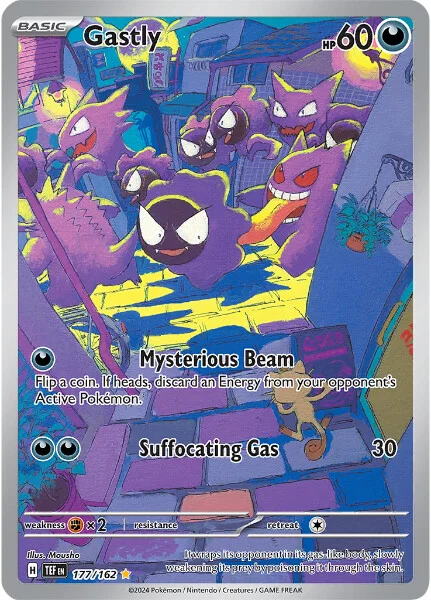 BASIC
Gastly
HP 60
Mysterious Beam
Flip a coin. If heads, discard an Energy from your opponent's
Active Pokémon.
Suffocating Gas 30
weakness ×2 resistance retreat
Illus. Mousho
H TEF EN 177/162
It wraps its opponent in its gas-like body, slowly
weakening its prey by poisoning it through the skin.
©2024 Pokémon / Nintendo / Creatures / GAME FREAK